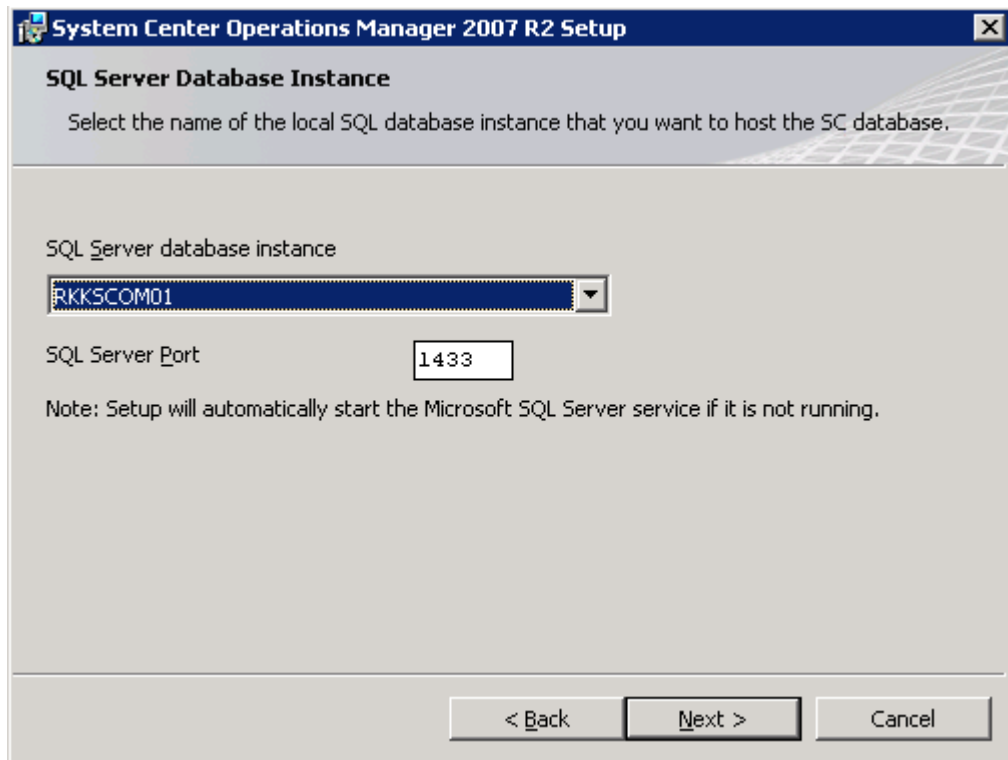 System Center Operations Manager 2007 R2 Setup
SQL Server Database Instance
Select the name of the local SQL database instance that you want to host the SC database.
SQL Server database instance
RKKSCOM01
SQL Server Port
1433
Note: Setup will automatically start the Microsoft SQL Server service if it is not running.
< Back
Next >
Cancel